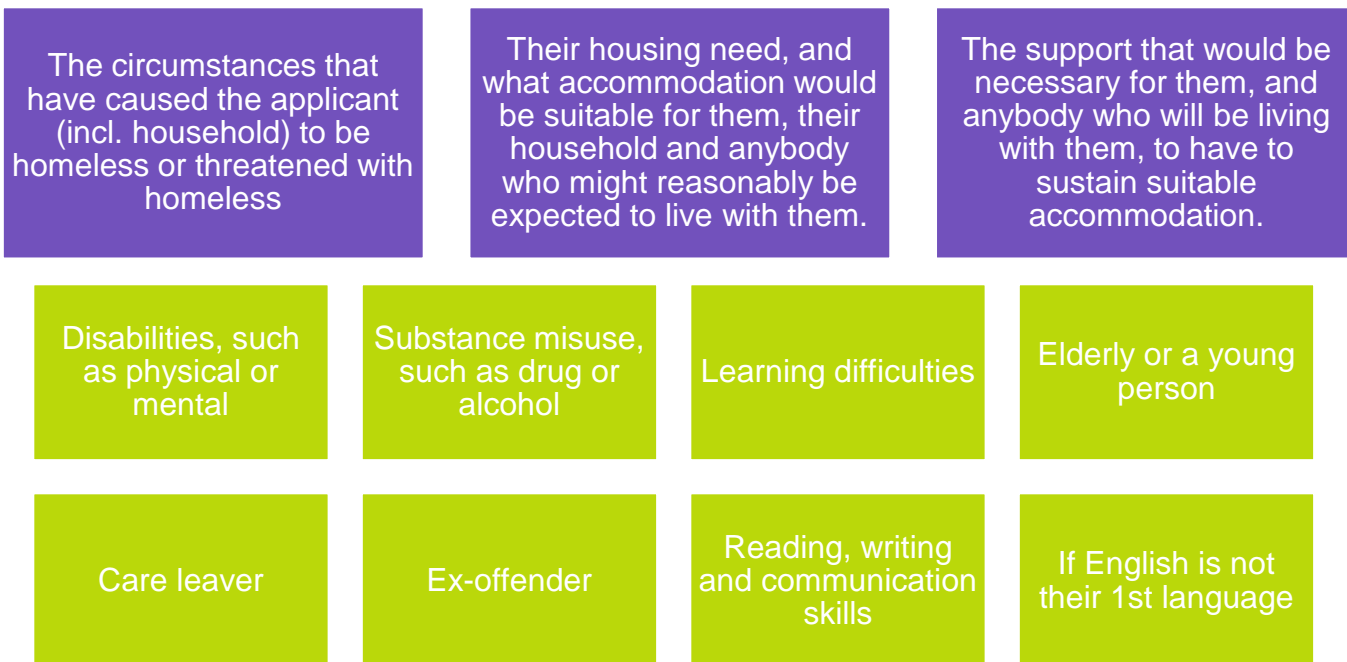 The circumstances that
have caused the applicant
(incl. household) to be
homeless or threatened with
homeless
Their housing need, and
what accommodation would
be suitable for them, their
household and anybody
who might reasonably be
expected to live with them.
The support that would be
necessary for them, and
anybody who will be living
with them, to have to
sustain suitable
accommodation.
Disabilities, such
as physical or
mental
Substance misuse,
such as drug or
alcohol
Learning difficulties
Elderly or a young
person
Care leaver
Ex-offender
Reading, writing
and communication
skills
If English is not
their 1st language